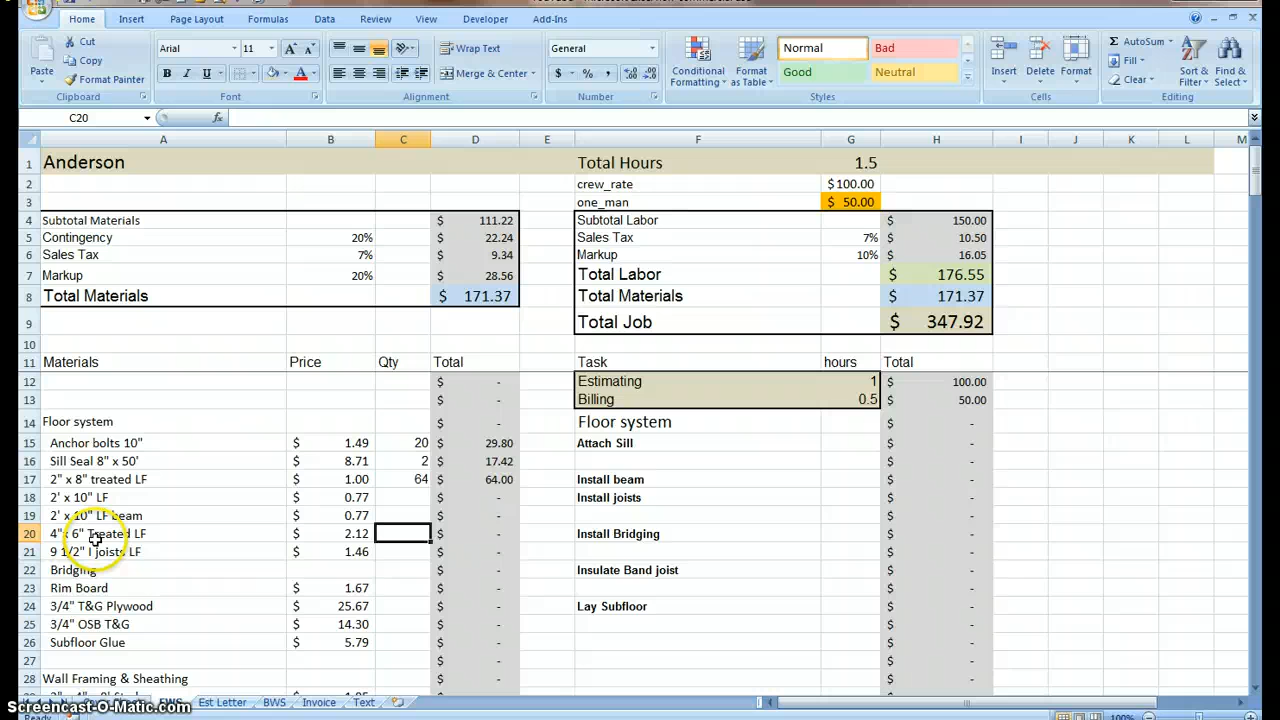 Home Insert Page Layout Formulas Data Review View Developer Add-Ins
Paste
Cut
Copy
Format Painter
Clipboard
Arial 11
B I U
Font
Wrap Text
Merge & Center
Alignment
General
$ % ,
Number
Conditional Formatting
Format as Table
Normal Bad
Good Neutral
Styles
Insert Delete Format
Cells
AutoSum
Fill
Clear
Sort & Filter
Find & Select
Editing
C20 fx
A B C D E F G H I J K L M
1 Anderson Total Hours 1.5
2 crew_rate $100.00
3 one_man $ 50.00
4 Subtotal Materials $ 111.22 Subtotal Labor $ 150.00
5 Contingency 20% $ 22.24 Sales Tax 7% $ 10.50
6 Sales Tax 7% $ 9.34 Markup 10% $ 16.05
7 Markup 20% $ 28.56 Total Labor $ 176.55
8 Total Materials $ 171.37 Total Materials $ 171.37
9 Total Job $ 347.92
10
11 Materials Price Qty Total Task hours Total
12 $ - Estimating 1 $ 100.00
13 $ - Billing 0.5 $ 50.00
14 Floor system $ - Floor system $ -
15 Anchor bolts 10" $ 1.49 20 $ 29.80 Attach Sill $ -
16 Sill Seal 8" x 50' $ 8.71 2 $ 17.42 $ -
17 2" x 8" treated LF $ 1.00 64 $ 64.00 Install beam $ -
18 2' x 10" LF $ 0.77 $ - Install joists $ -
19 2' x 10" LF beam $ 0.77 $ - $ -
20 4"x 6" Treated LF $ 2.12 $ - Install Bridging $ -
21 9 1/2" I joists LF $ 1.46 $ - $ -
22 Bridging $ - Insulate Band joist $ -
23 Rim Board $ 1.67 $ - $ -
24 3/4" T&G Plywood $ 25.67 $ - Lay Subfloor $ -
25 3/4" OSB T&G $ 14.30 $ - $ -
26 Subfloor Glue $ 5.79 $ - $ -
27 $ - $ -
28 Wall Framing & Sheathing $ - $ -
EWS Est Letter BWS Invoice Text
Screencast-O-Matic.com
Ready 100%